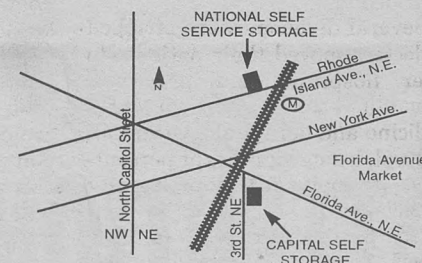 NATIONAL SELF
SERVICE STORAGE
Rhode
Island Ave., N.E.
N
M
New York Ave.
North Capitol Street
Florida Avenue
Market
Florida Ave., N.E.
3rd St. NE
NW
NE
CAPITAL SELF
STORAGE